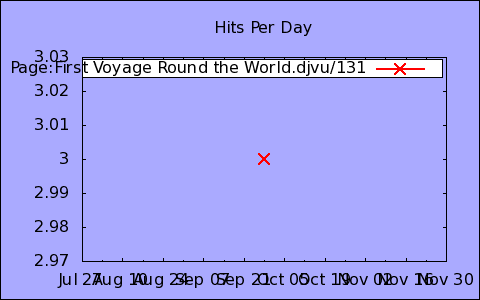 Hits Per Day
Page:First Voyage Round the World.djvu/131
3.03
3.02
3.01
3
2.99
2.98
2.97
Jul 27 Aug 10 Aug 24 Sep 07 Sep 21 Oct 05 Oct 19 Nov 02 Nov 16 Nov 30